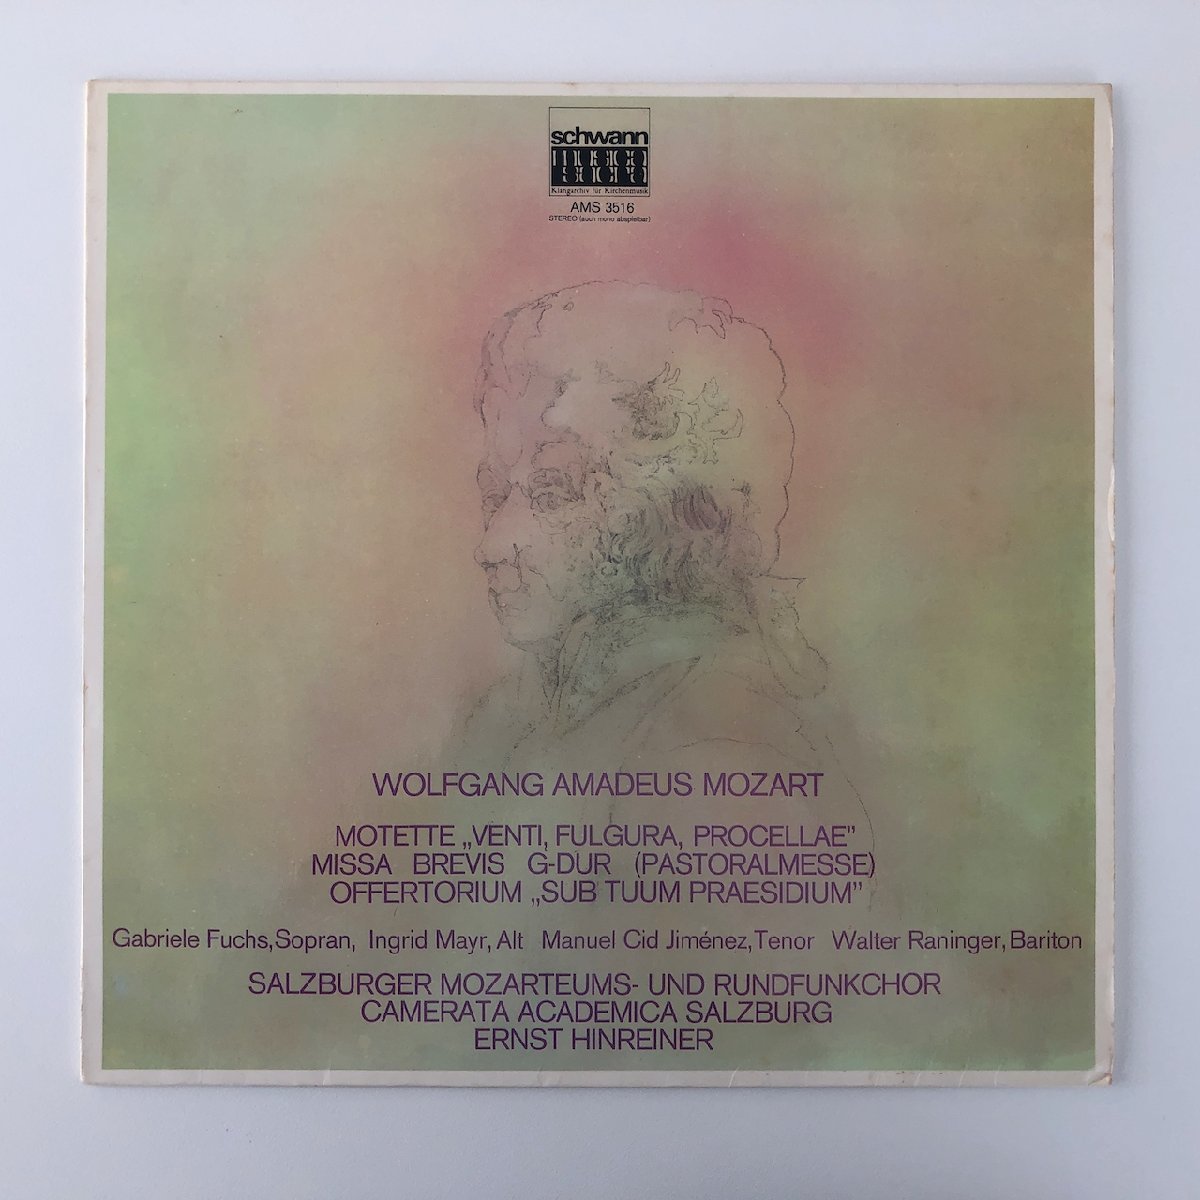 schwann
musica
sacra
Klangarchiv für Kirchenmusik
AMS 3516
STEREO (auch mono abspielbar)
WOLFGANG AMADEUS MOZART
MOTETTE „VENTI, FULGURA, PROCELLAE”
MISSA BREVIS G-DUR (PASTORALMESSE)
OFFERTORIUM „SUB TUUM PRAESIDIUM”
Gabriele Fuchs, Sopran, Ingrid Mayr, Alt Manuel Cid Jiménez, Tenor Walter Raninger, Bariton
SALZBURGER MOZARTEUMS- UND RUNDFUNKCHOR
CAMERATA ACADEMICA SALZBURG
ERNST HINREINER